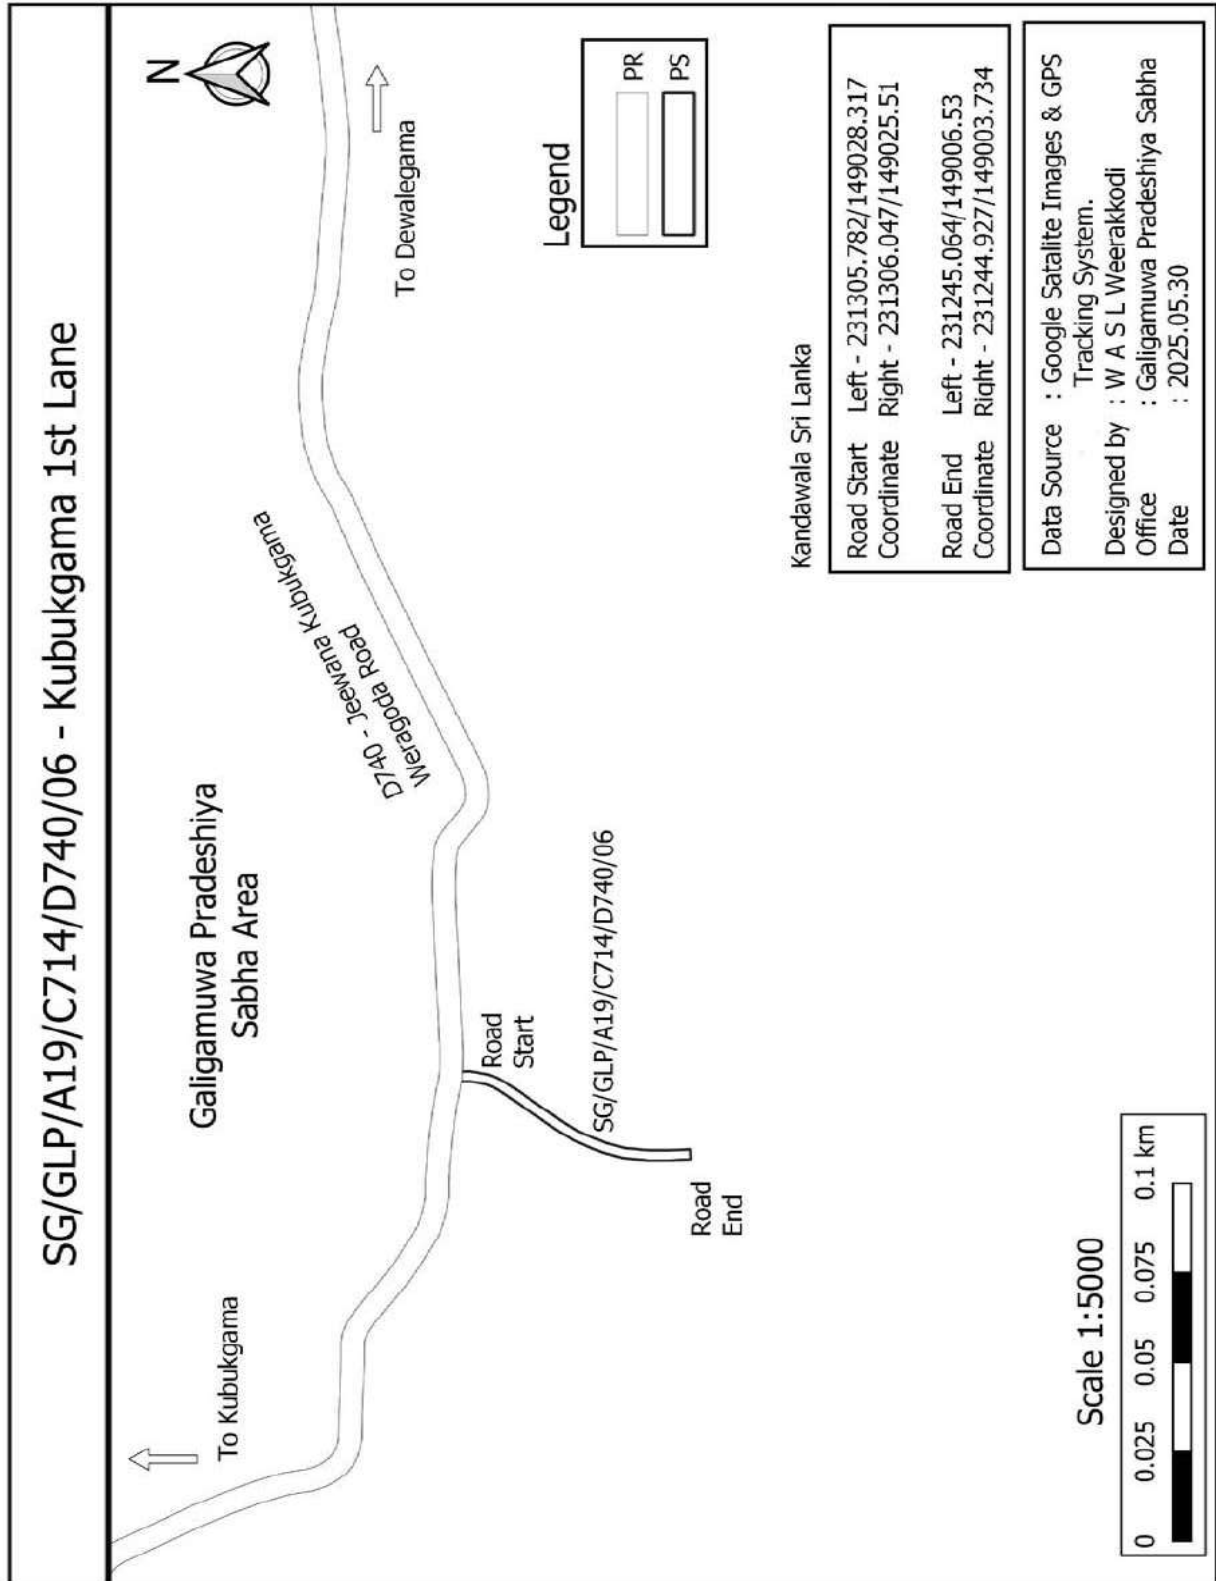 SG/GLP/A19/C714/D740/06 - Kubukgama 1st Lane
N
To Kubukgama
Galigamuwa Pradeshiya
Sabha Area
D740 - Jeewana Kubukgama
Weragoda Road
To Dewalegama
Road
Start
SG/GLP/A19/C714/D740/06
Road
End
Legend
PR
PS
Kandawala Sri Lanka
Road Start Left - 231305.782/149028.317
Coordinate Right - 231306.047/149025.51
Road End Left - 231245.064/149006.53
Coordinate Right - 231244.927/149003.734
Data Source : Google Satalite Images & GPS
Tracking System.
Designed by : W A S L Weerakkodi
Office : Galigamuwa Pradeshiya Sabha
Date : 2025.05.30
Scale 1:5000
0 0.025 0.05 0.075 0.1 km